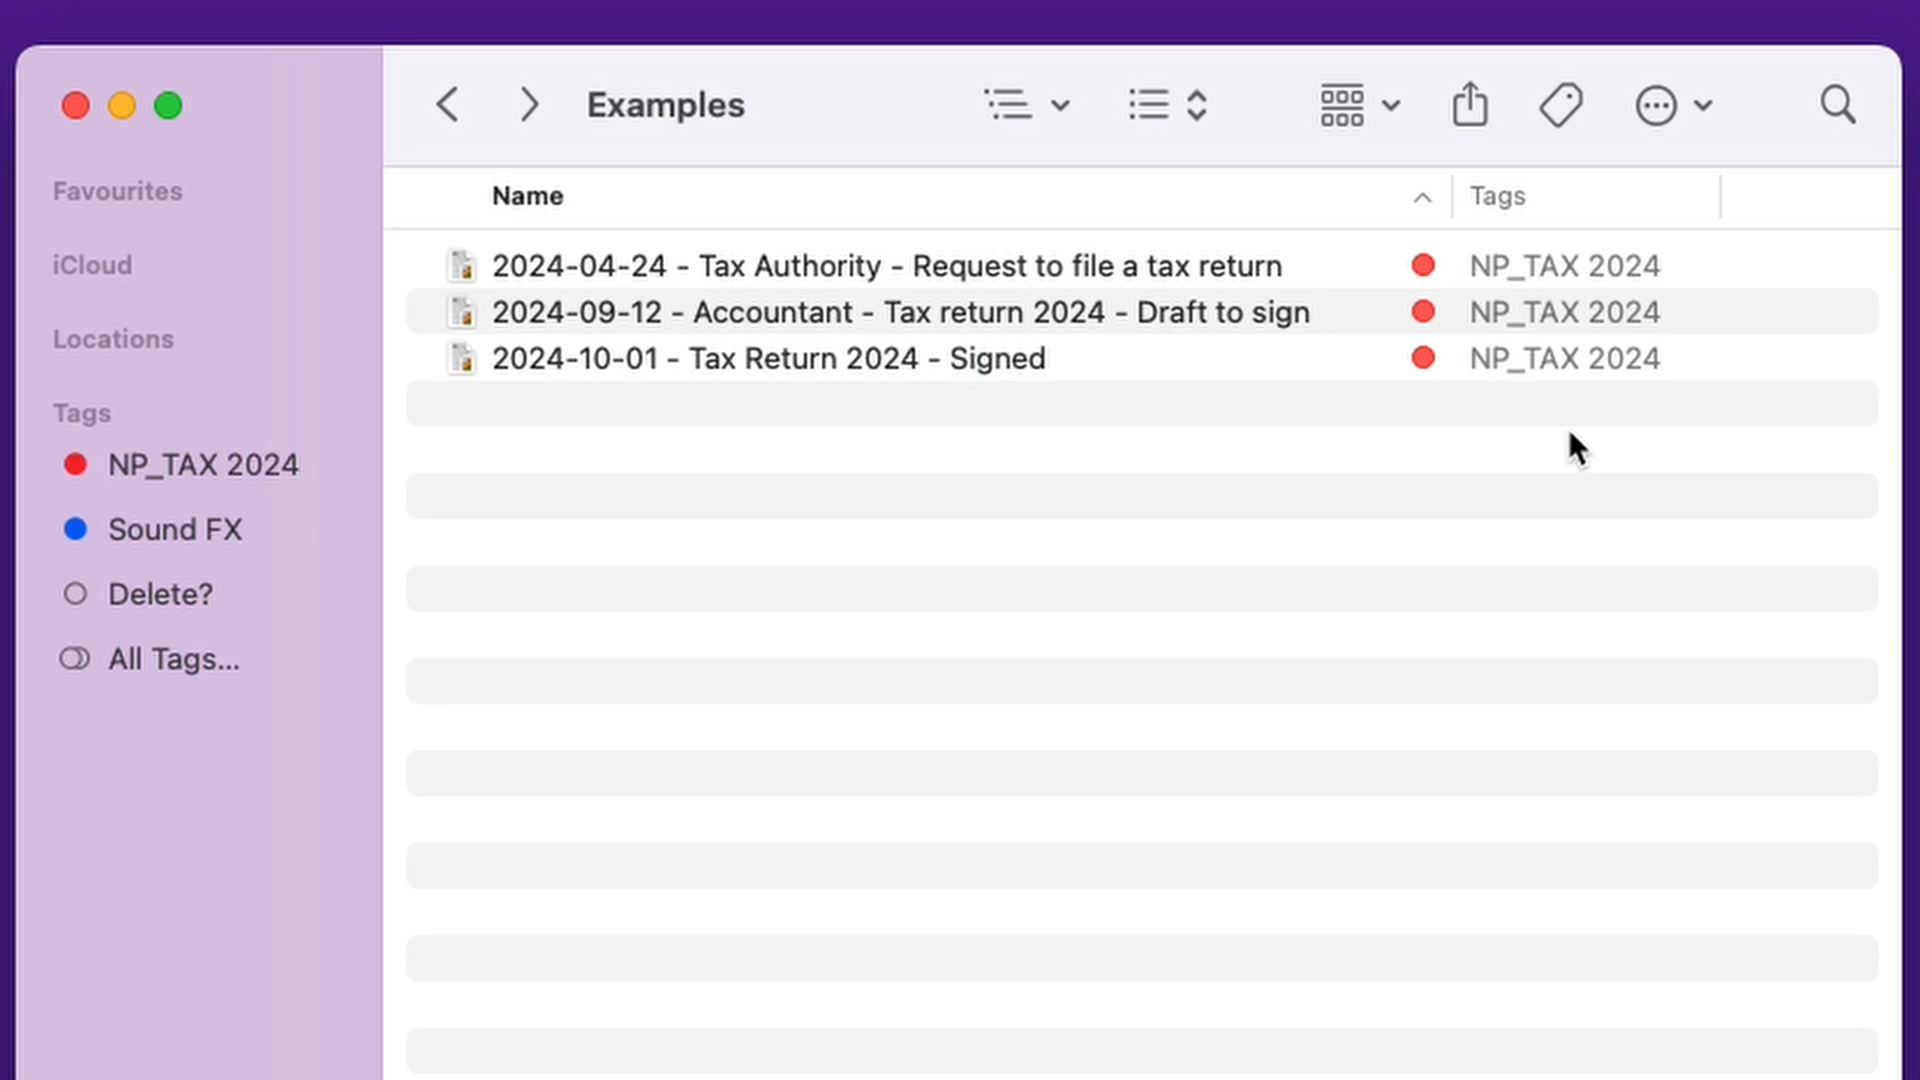 Examples
Favourites
iCloud
Locations
Tags
NP_TAX 2024
Sound FX
Delete?
All Tags...
Name Tags
2024-04-24 - Tax Authority - Request to file a tax return NP_TAX 2024
2024-09-12 - Accountant - Tax return 2024 - Draft to sign NP_TAX 2024
2024-10-01 - Tax Return 2024 - Signed NP_TAX 2024